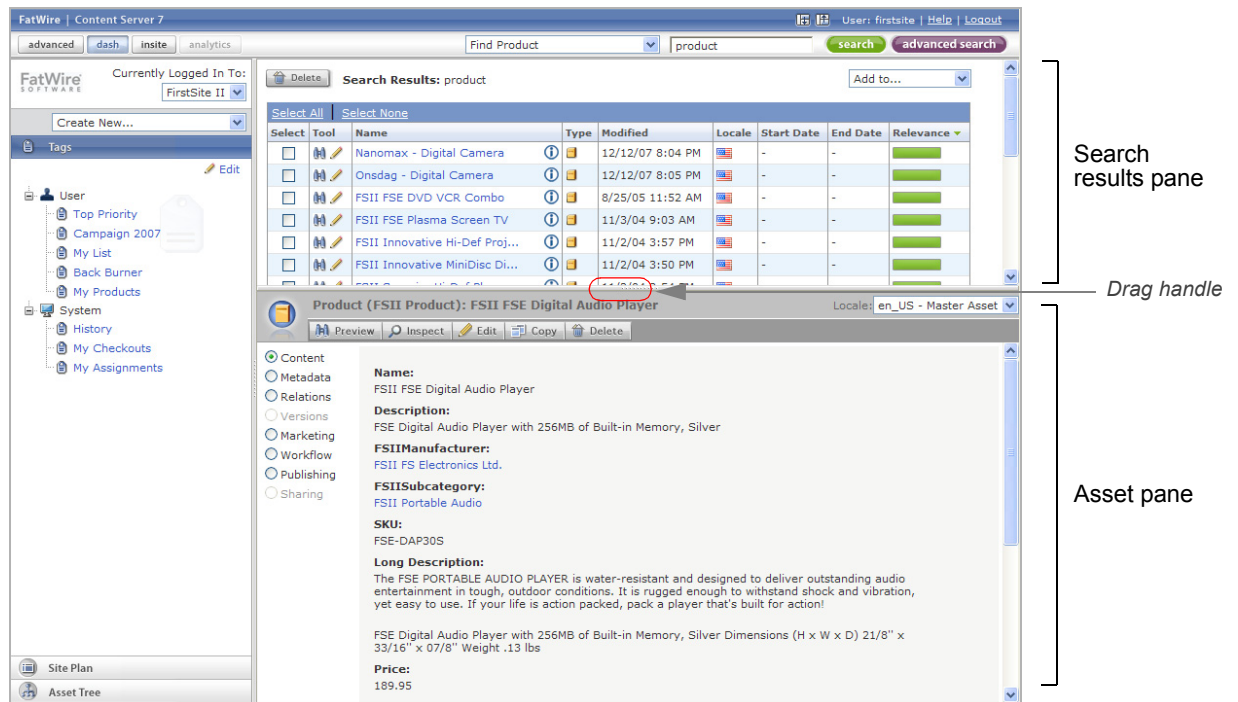 FatWire | Content Server 7
User: firstsite | Help | Logout
advanced dash insite analytics
Find Product product search advanced search
FatWire SOFTWARE
Currently Logged In To:
FirstSite II
Create New...
Tags
Edit
User
Top Priority
Campaign 2007
My List
Back Burner
My Products
System
History
My Checkouts
My Assignments
Site Plan
Asset Tree
Delete Search Results: product Add to...
Select All | Select None
Select Tool Name Type Modified Locale Start Date End Date Relevance
Nanomax - Digital Camera 12/12/07 8:04 PM - -
Onsdag - Digital Camera 12/12/07 8:05 PM - -
FSII FSE DVD VCR Combo 8/25/05 11:52 AM - -
FSII FSE Plasma Screen TV 11/3/04 9:03 AM - -
FSII Innovative Hi-Def Proj... 11/2/04 3:57 PM - -
FSII Innovative MiniDisc Di... 11/2/04 3:50 PM - -
Product (FSII Product): FSII FSE Digital Audio Player Locale: en_US - Master Asset
Preview Inspect Edit Copy Delete
Content
Metadata
Relations
Versions
Marketing
Workflow
Publishing
Sharing
Name:
FSII FSE Digital Audio Player
Description:
FSE Digital Audio Player with 256MB of Built-in Memory, Silver
FSIIManufacturer:
FSII FS Electronics Ltd.
FSIISubcategory:
FSII Portable Audio
SKU:
FSE-DAP30S
Long Description:
The FSE PORTABLE AUDIO PLAYER is water-resistant and designed to deliver outstanding audio
entertainment in tough, outdoor conditions. It is rugged enough to withstand shock and vibration,
yet easy to use. If your life is action packed, pack a player that's built for action!
FSE Digital Audio Player with 256MB of Built-in Memory, Silver Dimensions (H x W x D) 21/8" x
33/16" x 07/8" Weight .13 lbs
Price:
189.95
Search
results pane
Drag handle
Asset pane